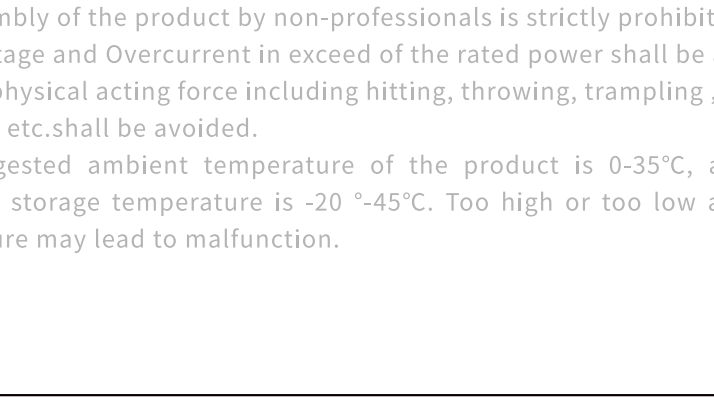 mbly of the product by non-professionals is strictly prohibit
tage and Overcurrent in exceed of the rated power shall be
physical acting force including hitting, throwing, trampling ,
etc.shall be avoided.
gested ambient temperature of the product is 0-35°C, a
storage temperature is -20 °-45°C. Too high or too low a
ure may lead to malfunction.